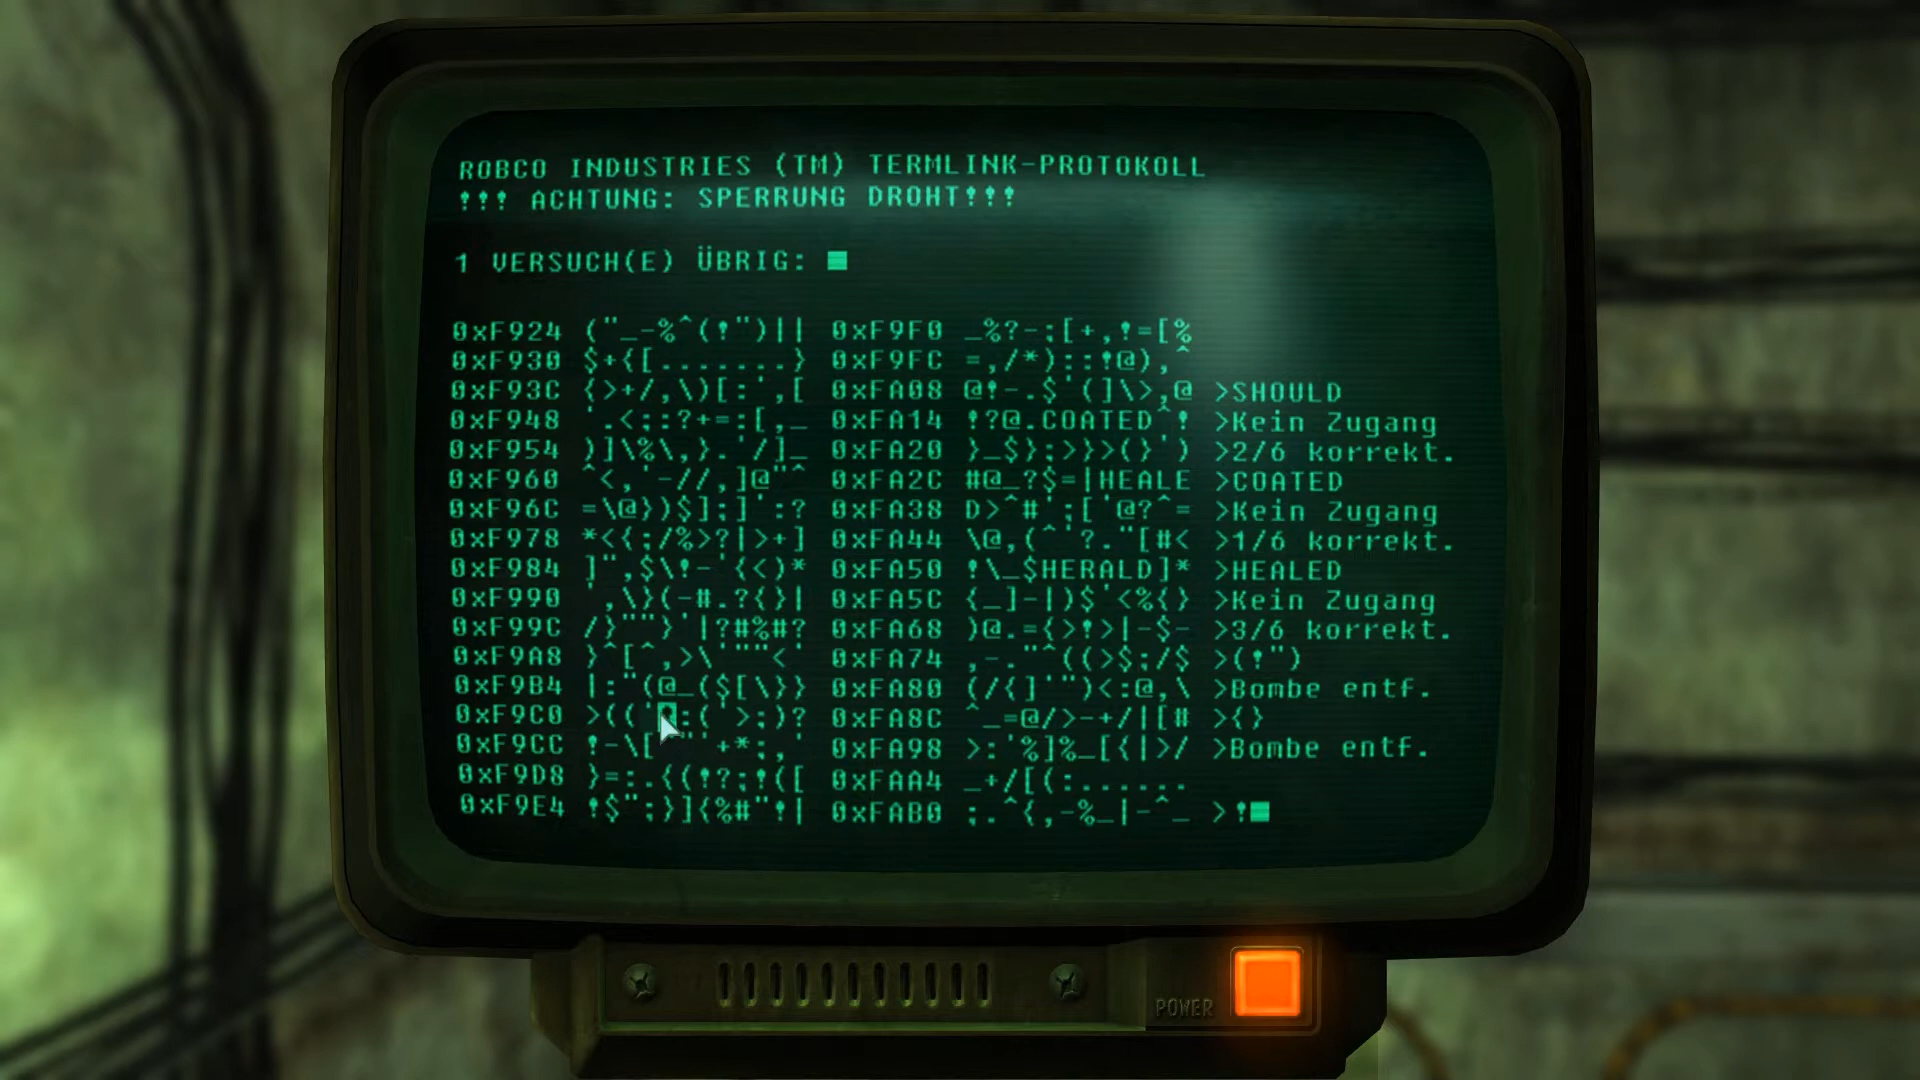 ROBCO INDUSTRIES (TM) TERMLINK-PROTOKOLL
!!! ACHTUNG: SPERRUNG DROHT!!!
1 VERSUCH(E) ÜBRIG:
0xF924 ("_-%^(!")|| 0xF9F0 _%?-;[+,!=[%
0xF930 $+{[.......} 0xF9FC =,/*)::!@),^
0xF93C {>+/,\)[:',[ 0xFA08 @!-.$'(]\>,@ >SHOULD
0xF948 '.<;:?+=:[,_ 0xFA14 !?@.COATED^! >Kein Zugang
0xF954 )]\%\,}.'/]_ 0xFA20 }_$};>}>(}') >2/6 korrekt.
0xF960 ^<,'-//,]@"^ 0xFA2C #@_?$=|HEALE >COATED
0xF96C =\@})$];]':? 0xFA38 D>^#';['@?^= >Kein Zugang
0xF978 *<{;/%>?|>+] 0xFA44 \@,(^'?."[#< >1/6 korrekt.
0xF984 ]",$\!-'{<)* 0xFA50 !\_$HERALD]* >HEALED
0xF990 ',\}(-#.?{}| 0xFA5C {_]-|)$'<%{} >Kein Zugang
0xF99C /}""}'|?#%#? 0xFA68 )@.={>!>|-$- >3/6 korrekt.
0xF9A8 }^[^,>\'""<' 0xFA74 ,-."^((>$;/$ >(!")
0xF9B4 |:"(@_($[\}} 0xFA80 (/{]'")<:@,\ >Bombe entf.
0xF9C0 >(('!:('>;)? 0xFA8C ^_=@/>-+/|[# >{}
0xF9CC !-\['"'+*;,' 0xFA98 >:'%]%_[{|>/ >Bombe entf.
0xF9D8 }=:.{(!?;!([ 0xFAA4 _+/[(:......
0xF9E4 !$";}]{%#"!| 0xFAB0 ;.^{,-%_|-^_ >!
POWER